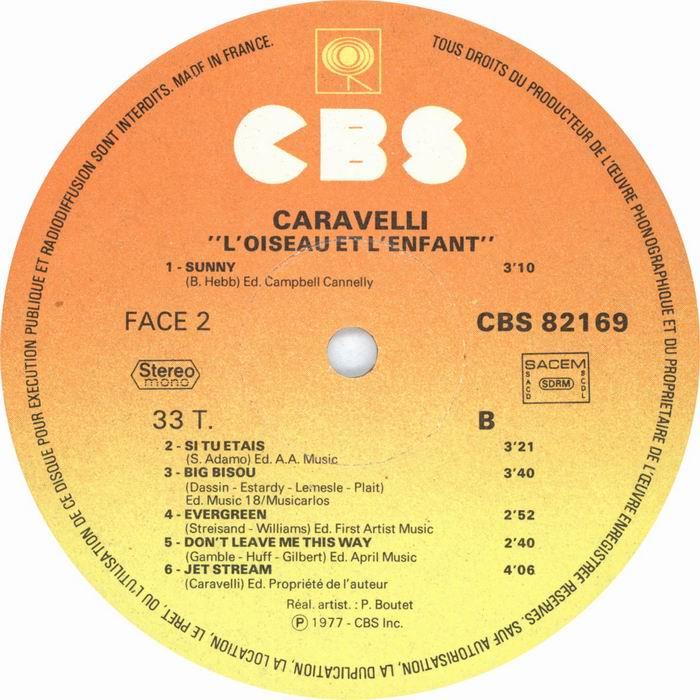 TOUS DROITS DU PRODUCTEUR DE L'ŒUVRE PHONOGRAPHIQUE ET DU PROPRIETAIRE DE L'ŒUVRE ENREGISTREE RESERVES. SAUF AUTORISATION, LA DUPLICATION, LA LOCATION, LE PRET, OU L'UTILISATION DE CE DISQUE POUR EXECUTION PUBLIQUE ET RADIODIFFUSION SONT INTERDITS. MADE IN FRANCE.
CBS
CARAVELLI
"L'OISEAU ET L'ENFANT"
1 - SUNNY 3'10
(B. Hebb) Ed. Campbell Cannelly
FACE 2 CBS 82169
Stereo
mono
SACEM
SACD SDRM SCDL
33 T. B
2 - SI TU ETAIS 3'21
(S. Adamo) Ed. A.A. Music
3 - BIG BISOU 3'40
(Dassin - Estardy - Lemesle - Plait)
Ed. Music 18/Musicarlos
4 - EVERGREEN 2'52
(Streisand - Williams) Ed. First Artist Music
5 - DON'T LEAVE ME THIS WAY 2'40
(Gamble - Huff - Gilbert) Ed. April Music
6 - JET STREAM 4'06
(Caravelli) Ed. Propriété de l'auteur
Réal. artist. : P. Boutet
Ⓟ 1977 - CBS Inc.